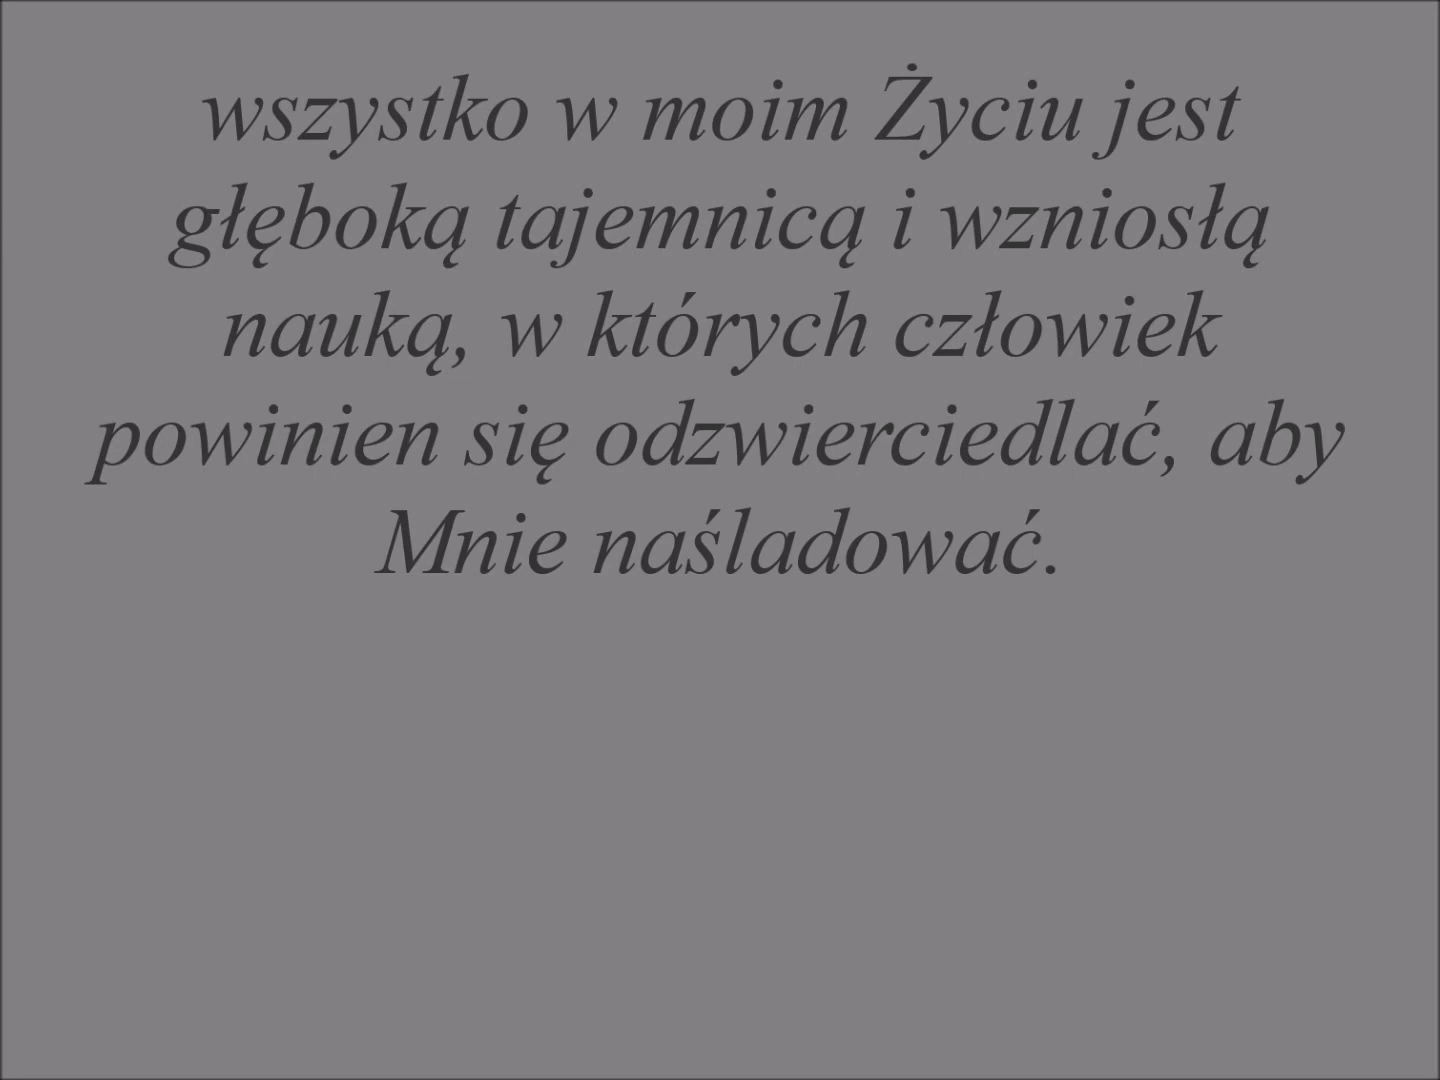 wszystko w moim Życiu jest
głęboką tajemnicą i wzniosłą
nauką, w których człowiek
powinien się odzwierciedlać, aby
Mnie naśladować.